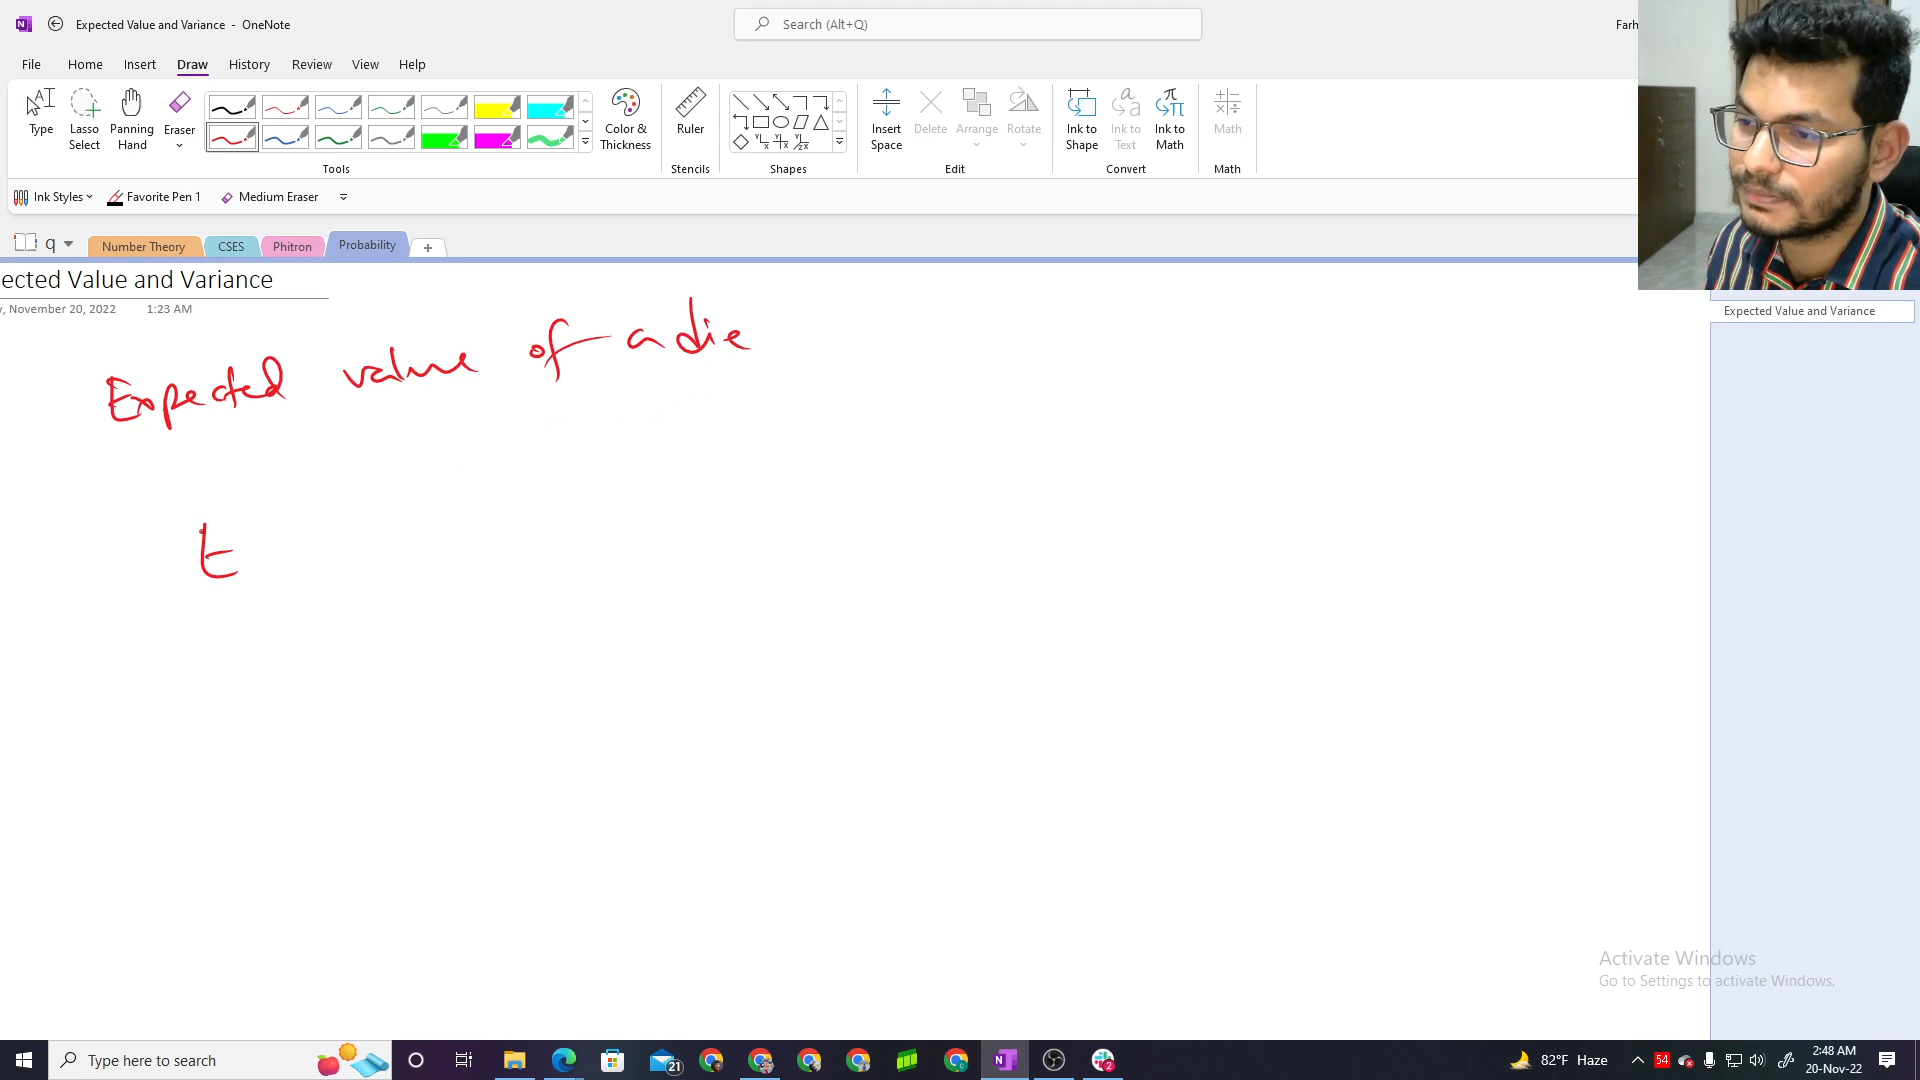 Expected Value and Variance - OneNote
Search (Alt+Q)
Farh
File Home Insert Draw History Review View Help
Type
Lasso Select
Panning Hand
Eraser
Color & Thickness
Ruler
Insert Space
Delete
Arrange
Rotate
Ink to Shape
Ink to Text
Ink to Math
Math
Tools Stencils Shapes Edit Convert Math
Ink Styles Favorite Pen 1 Medium Eraser
q Number Theory CSES Phitron Probability +
ected Value and Variance
y, November 20, 2022 1:23 AM
Expected Value and Variance
Expected value of a die
E
Activate Windows
Go to Settings to activate Windows.
Type here to search
21
2
82°F Haze
54
2:48 AM
20-Nov-22